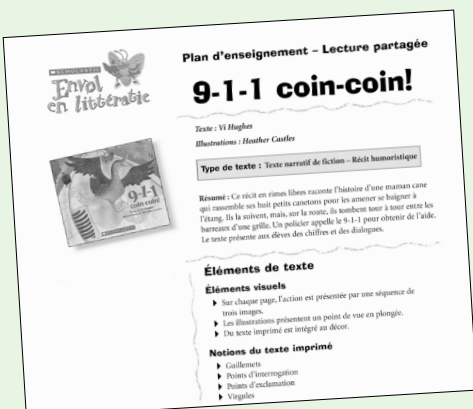 SCHOLASTIC
Envol
en littératie
Plan d'enseignement – Lecture partagée
9-1-1 coin-coin!
Texte : Vi Hughes
Illustrations : Heather Castles
Type de texte : Texte narratif de fiction – Récit humoristique
9-1-1
coin-coin!
Résumé : Ce récit en rimes libres raconte l'histoire d'une maman cane
qui rassemble ses huit petits canetons pour les amener se baigner à
l'étang. Ils la suivent, mais, sur la route, ils tombent tour à tour entre les
barreaux d'une grille. Un policier appelle le 9-1-1 pour obtenir de l'aide.
Le texte présente aux élèves des chiffres et des dialogues.
Éléments de texte
Éléments visuels
Sur chaque page, l'action est présentée par une séquence de
trois images.
Les illustrations présentent un point de vue en plongée.
Du texte imprimé est intégré au décor.
Notions du texte imprimé
Guillemets
Points d'interrogation
Points d'exclamation
Virgules